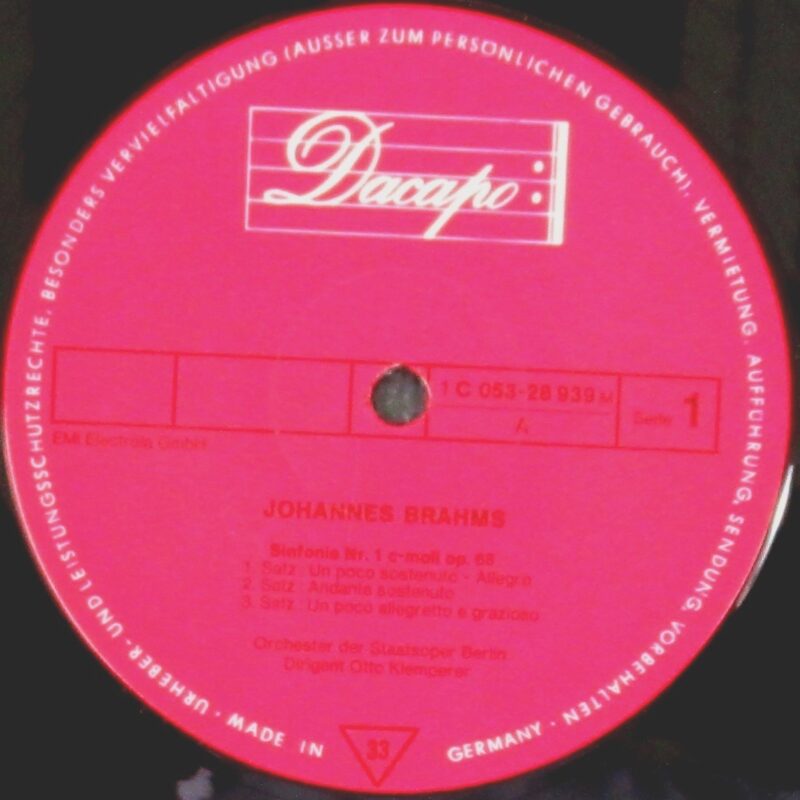 URHEBER- UND LEISTUNGSSCHUTZRECHTE, BESONDERS VERVIELFÄLTIGUNG (AUSSER ZUM PERSÖNLICHEN GEBRAUCH), VERMIETUNG, AUFFÜHRUNG, SENDUNG, VORBEHALTEN · GERMANY
MADE IN
Dacapo
1 C 053-28 939 M
A
Seite 1
EMI Electrola GmbH
JOHANNES BRAHMS
Sinfonie Nr. 1 c-moll op. 68
1. Satz: Un poco sostenuto - Allegro
2. Satz: Andante sostenuto
3. Satz: Un poco allegretto e grazioso
Orchester der Staatsoper Berlin
Dirigent Otto Klemperer
33